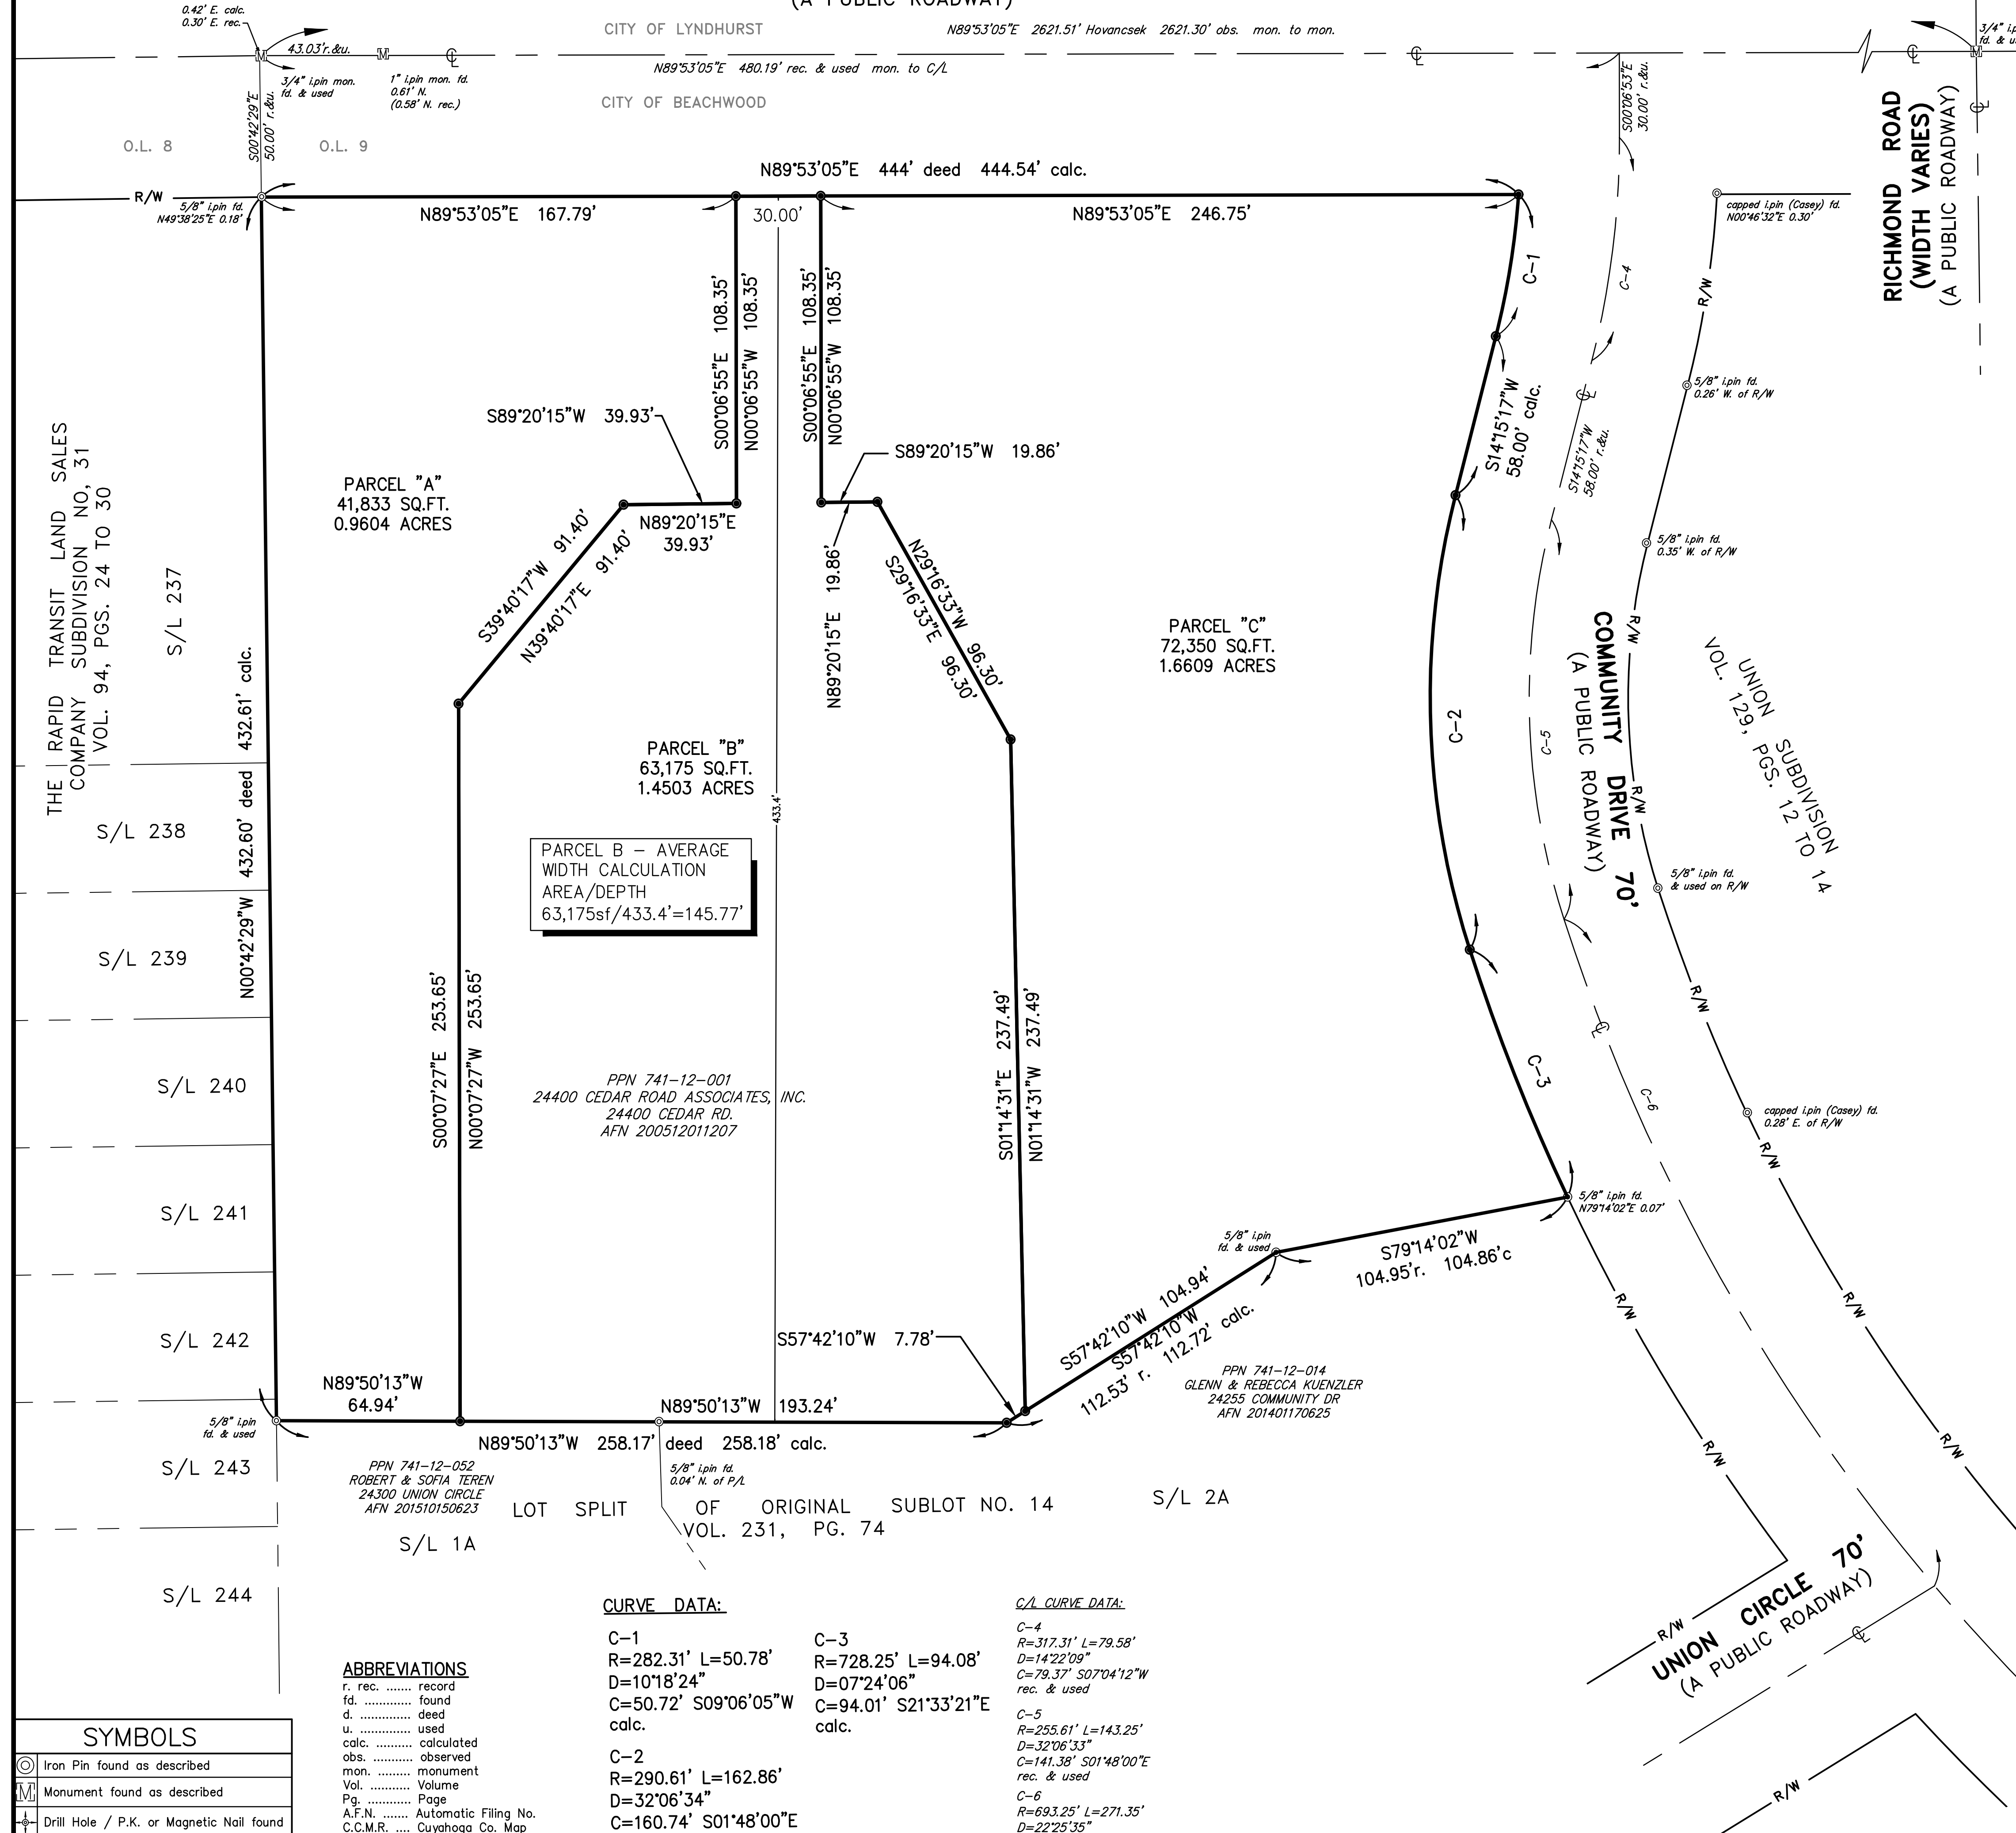 (A PUBLIC ROADWAY)
0.42' E. calc.
0.30' E. rec.
43.03'r.&u.
CITY OF LYNDHURST
N89°53'05"E 2621.51' Hovancsek 2621.30' obs. mon. to mon.
3/4" i.pin mon.
fd. & used
1" i.pin mon. fd.
0.61' N.
(0.58' N. rec.)
N89°53'05"E 480.19' rec. & used mon. to C/L
CITY OF BEACHWOOD
S00°42'29"E
50.00' r.&u.
S00°06'53"E
30.00' r.&u.
O.L. 8
O.L. 9
RICHMOND ROAD
(WIDTH VARIES)
(A PUBLIC ROADWAY)
N89°53'05"E 444' deed 444.54' calc.
R/W
5/8" i.pin fd.
N49°38'25"E 0.18'
N89°53'05"E 167.79'
30.00'
N89°53'05"E 246.75'
capped i.pin (Casey) fd.
N00°46'32"E 0.30'
S00°06'55"E 108.35'
N00°06'55"W 108.35'
S00°06'55"E 108.35'
N00°06'55"W 108.35'
C-1
C-4
R/W
5/8" i.pin fd.
0.26' W. of R/W
S14°15'17"W
58.00' calc.
S14°15'17"W
58.00' r.&u.
S89°20'15"W 39.93'
S89°20'15"W 19.86'
THE RAPID TRANSIT LAND SALES
COMPANY SUBDIVISION NO, 31
VOL. 94, PGS. 24 TO 30
PARCEL "A"
41,833 SQ.FT.
0.9604 ACRES
N89°20'15"E
39.93'
S39°40'17"W 91.40'
N39°40'17"E 91.40'
N89°20'15"E 19.86'
N29°16'33"W 96.30'
S29°16'33"E 96.30'
5/8" i.pin fd.
0.35' W. of R/W
S/L 237
PARCEL "C"
72,350 SQ.FT.
1.6609 ACRES
COMMUNITY DRIVE 70'
(A PUBLIC ROADWAY)
R/W
R/W
UNION SUBDIVISION
VOL. 129, PGS. 12 TO 14
N00°42'29"W 432.60' deed 432.61' calc.
PARCEL "B"
63,175 SQ.FT.
1.4503 ACRES
433.4'
C-2
C-5
S/L 238
PARCEL B – AVERAGE
WIDTH CALCULATION
AREA/DEPTH
63,175sf/433.4'=145.77'
5/8" i.pin fd.
& used on R/W
S/L 239
S00°07'27"E 253.65'
N00°07'27"W 253.65'
S01°14'31"E 237.49'
N01°14'31"W 237.49'
R/W
S/L 240
PPN 741-12-001
24400 CEDAR ROAD ASSOCIATES, INC.
24400 CEDAR RD.
AFN 200512011207
C-3
C-6
capped i.pin (Casey) fd.
0.28' E. of R/W
R/W
S/L 241
5/8" i.pin fd.
N79°14'02"E 0.07'
5/8" i.pin
fd. & used
S79°14'02"W
104.95'r. 104.86'c
R/W
R/W
S/L 242
S57°42'10"W 7.78'
S57°42'10"W 104.94'
S57°42'10"W
112.53' r. 112.72' calc.
N89°50'13"W
64.94'
N89°50'13"W 193.24'
PPN 741-12-014
GLENN & REBECCA KUENZLER
24255 COMMUNITY DR
AFN 201401170625
5/8" i.pin
fd. & used
N89°50'13"W 258.17' deed 258.18' calc.
R/W
R/W
S/L 243
PPN 741-12-052
ROBERT & SOFIA TEREN
24300 UNION CIRCLE
AFN 201510150623
5/8" i.pin fd.
0.04' N. of P/L
LOT SPLIT OF ORIGINAL SUBLOT NO. 14
VOL. 231, PG. 74
S/L 2A
S/L 1A
S/L 244
UNION CIRCLE 70'
(A PUBLIC ROADWAY)
R/W
R/W
CURVE DATA:
C-1
R=282.31' L=50.78'
D=10°18'24"
C=50.72' S09°06'05"W
calc.
C-2
R=290.61' L=162.86'
D=32°06'34"
C=160.74' S01°48'00"E
C-3
R=728.25' L=94.08'
D=07°24'06"
C=94.01' S21°33'21"E
calc.
C/L CURVE DATA:
C-4
R=317.31' L=79.58'
D=14°22'09"
C=79.37' S07°04'12"W
rec. & used
C-5
R=255.61' L=143.25'
D=32°06'33"
C=141.38' S01°48'00"E
rec. & used
C-6
R=693.25' L=271.35'
D=22°25'35"
ABBREVIATIONS
r. rec. ....... record
fd. ............ found
d. .............. deed
u. ............. used
calc. .......... calculated
obs. ........... observed
mon. ......... monument
Vol. ........... Volume
Pg. ............ Page
A.F.N. ....... Automatic Filing No.
C.C.M.R. .... Cuyahoga Co. Map
SYMBOLS
Iron Pin found as described
M Monument found as described
Drill Hole / P.K. or Magnetic Nail found